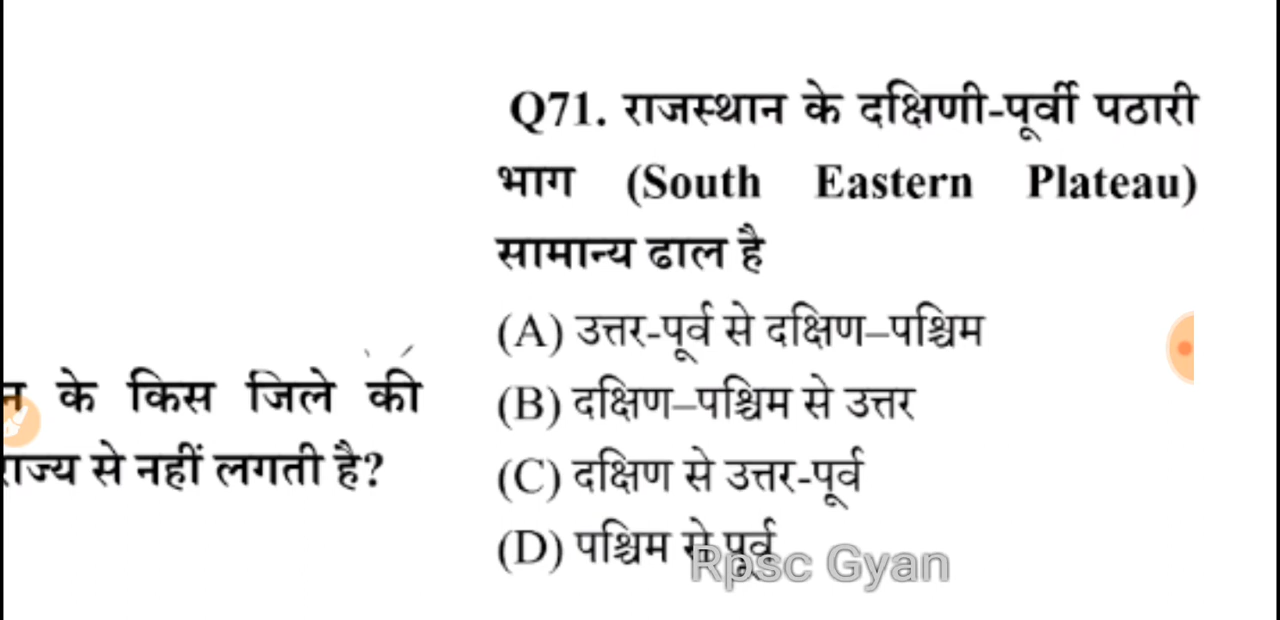 न के किस जिले की
राज्य से नहीं लगती है?
Q71. राजस्थान के दक्षिणी-पूर्वी पठारी
भाग (South Eastern Plateau)
सामान्य ढाल है
(A) उत्तर-पूर्व से दक्षिण–पश्चिम
(B) दक्षिण–पश्चिम से उत्तर
(C) दक्षिण से उत्तर-पूर्व
(D) पश्चिम से पूर्व
Rpsc Gyan